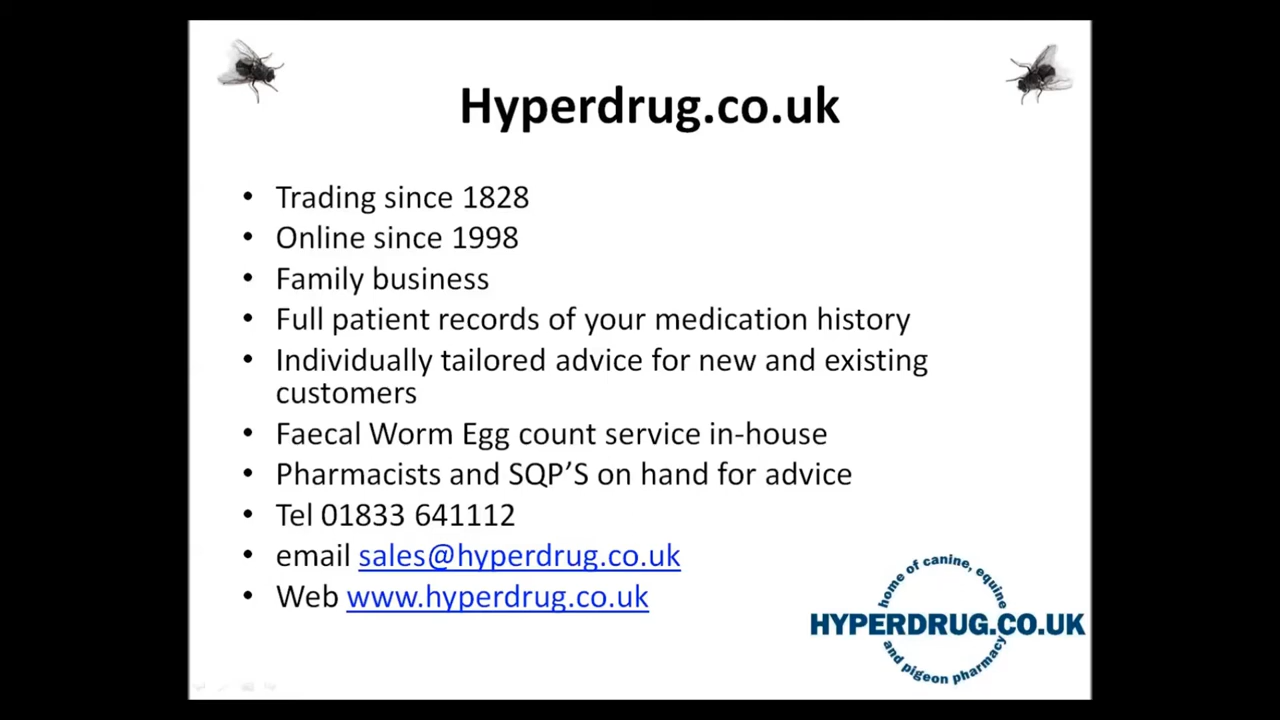 Hyperdrug.co.uk
• Trading since 1828
• Online since 1998
• Family business
• Full patient records of your medication history
• Individually tailored advice for new and existing
customers
• Faecal Worm Egg count service in-house
• Pharmacists and SQP’S on hand for advice
• Tel 01833 641112
• email sales@hyperdrug.co.uk
• Web www.hyperdrug.co.uk
home of canine, equine
HYPERDRUG.CO.UK
and pigeon pharmacy